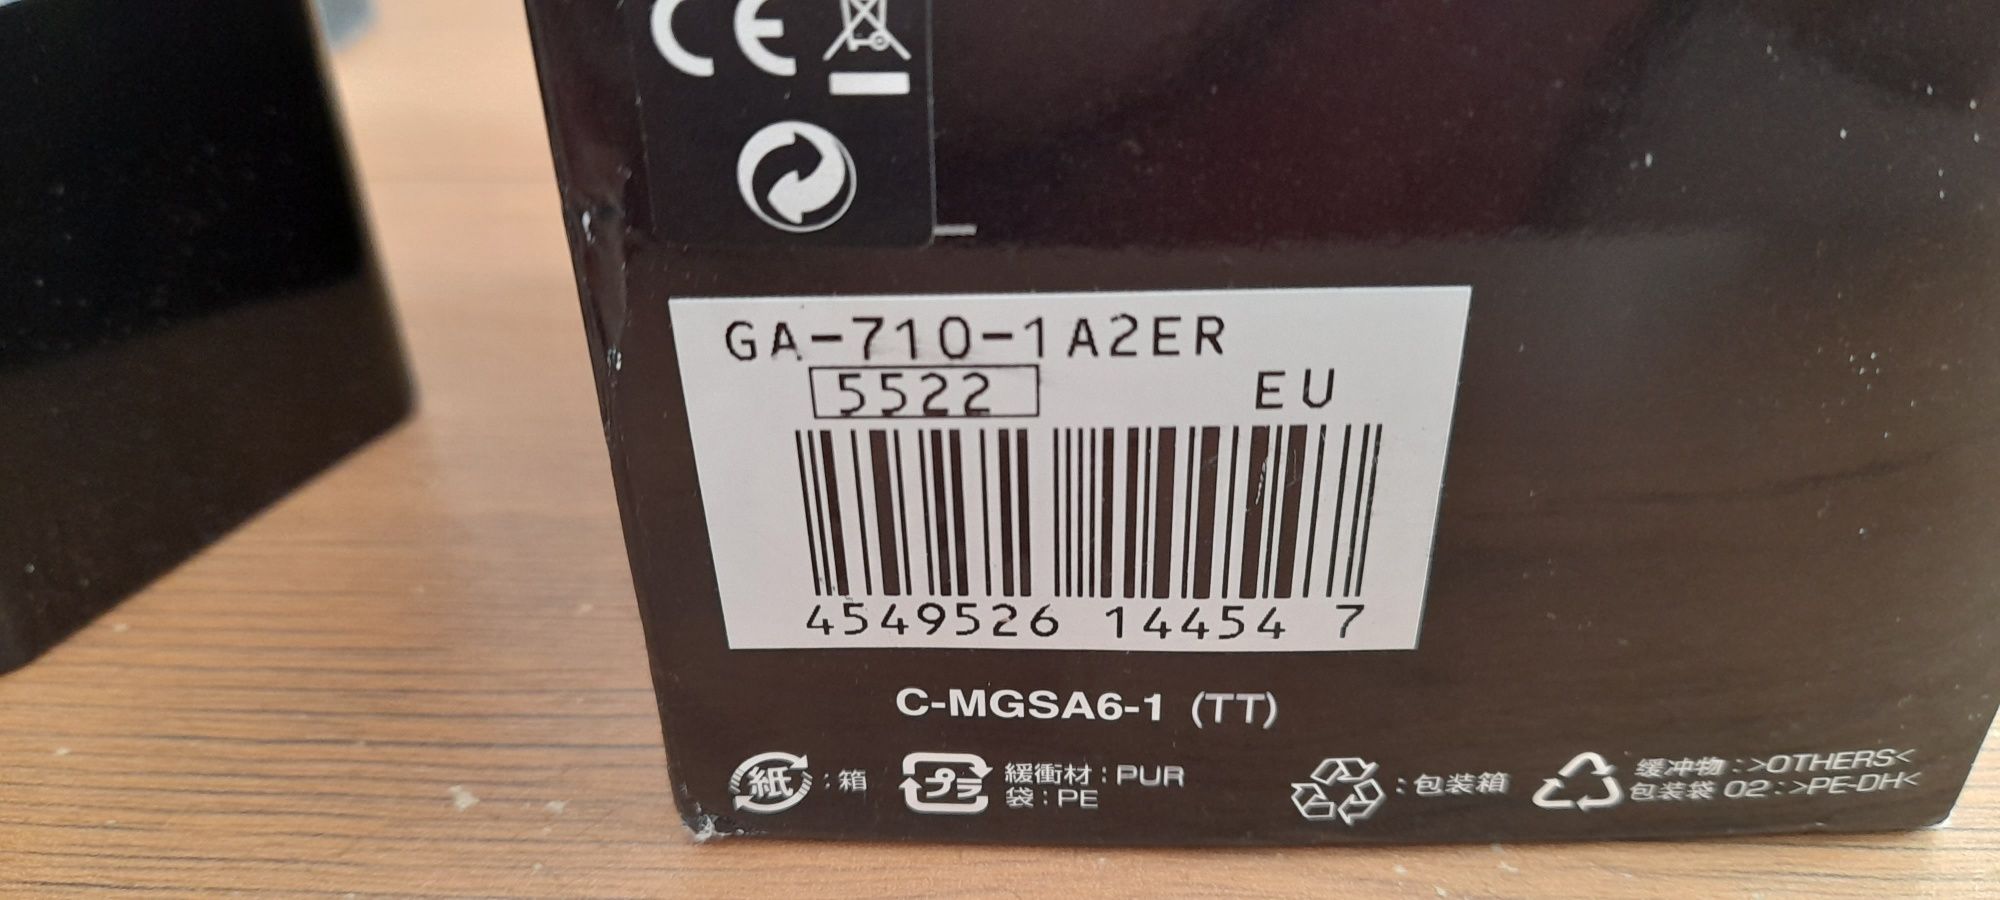 CE
GA-710-1A2ER
5522
EU
4549526 14454 7
C-MGSA6-1 (TT)
紙 : 箱
プラ 緩衝材 : PUR
袋 : PE
: 包装箱
缓冲物 : >OTHERS<
包装袋 02 : >PE-DH<